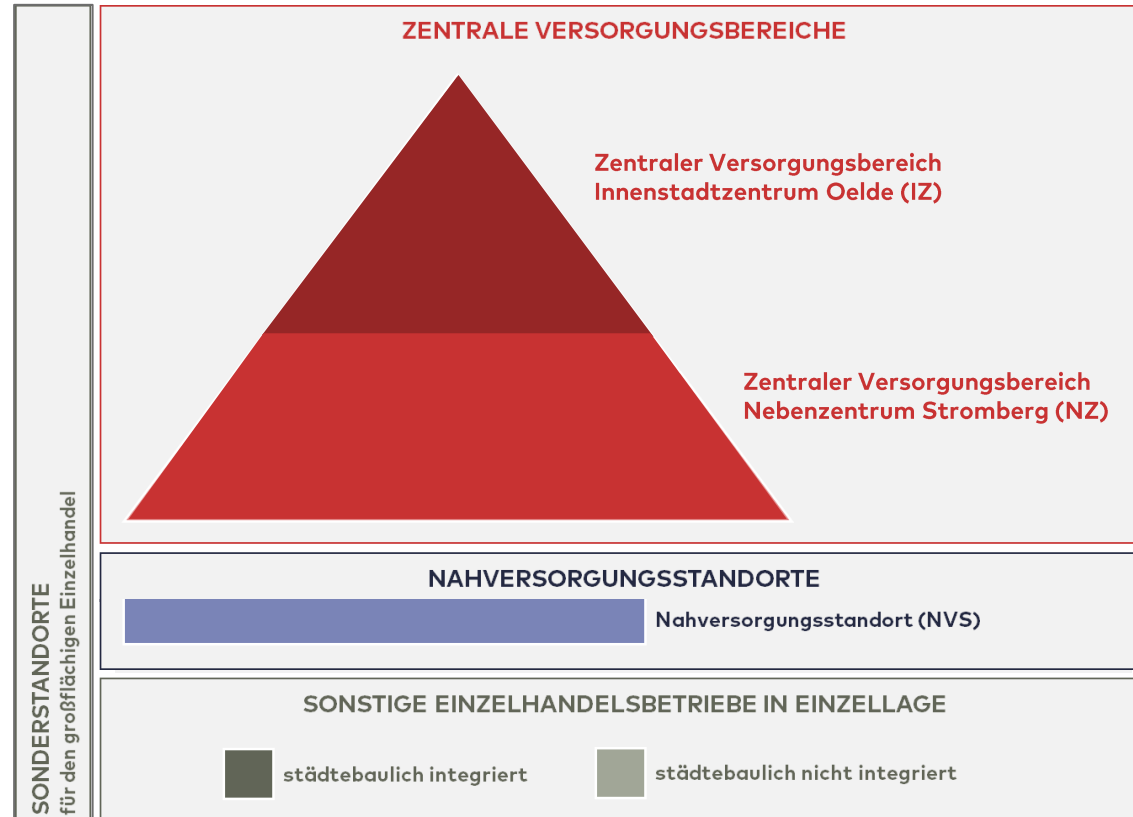 ZENTRALE VERSORGUNGSBEREICHE
Zentraler Versorgungsbereich
Innenstadtzentrum Oelde (IZ)
Zentraler Versorgungsbereich
Nebenzentrum Stromberg (NZ)
NAHVERSORGUNGSSTANDORTE
Nahversorgungsstandort (NVS)
SONSTIGE EINZELHANDELSBETRIEBE IN EINZELLAGE
städtebaulich integriert
städtebaulich nicht integriert
SONDERSTANDORTE
für den großflächigen Einzelhandel